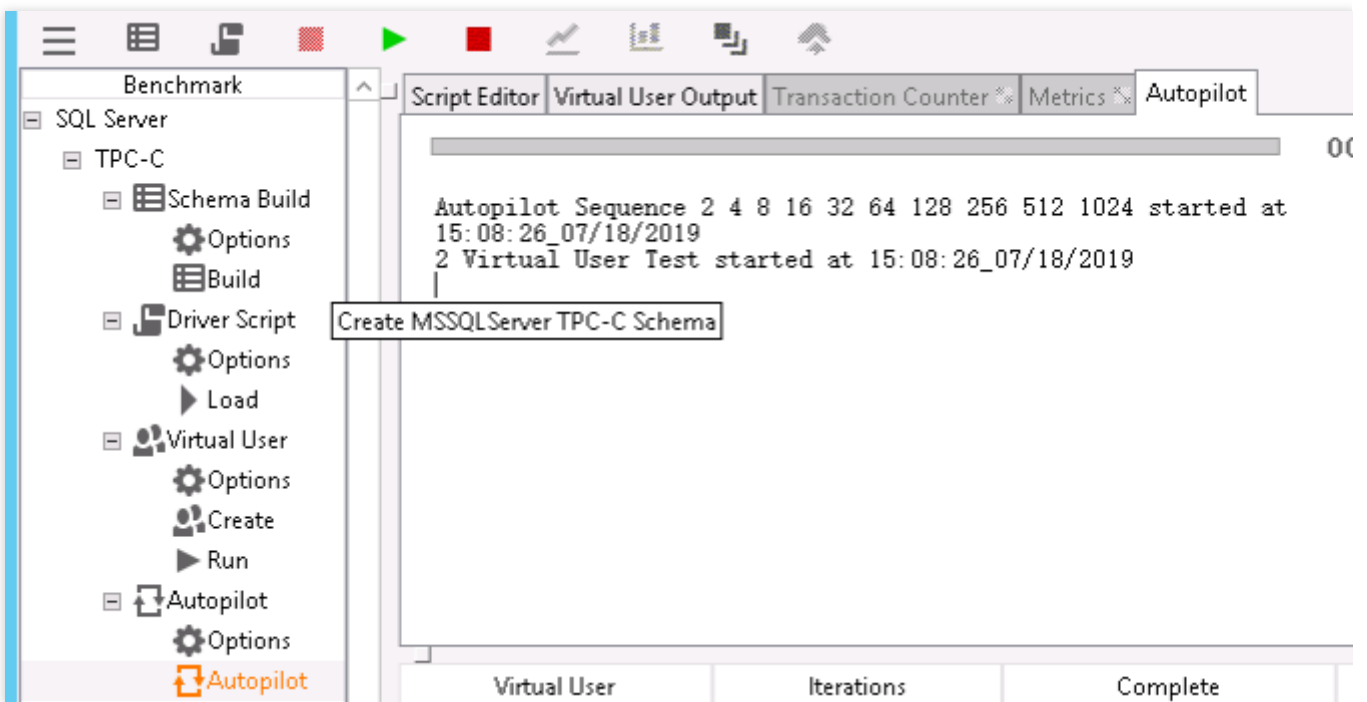 Benchmark
SQL Server
TPC-C
Schema Build
Options
Build
Driver Script
Options
Load
Virtual User
Options
Create
Run
Autopilot
Options
Autopilot
Script Editor Virtual User Output Transaction Counter Metrics Autopilot
Autopilot Sequence 2 4 8 16 32 64 128 256 512 1024 started at
15:08:26_07/18/2019
2 Virtual User Test started at 15:08:26_07/18/2019
Create MSSQLServer TPC-C Schema
Virtual User Iterations Complete